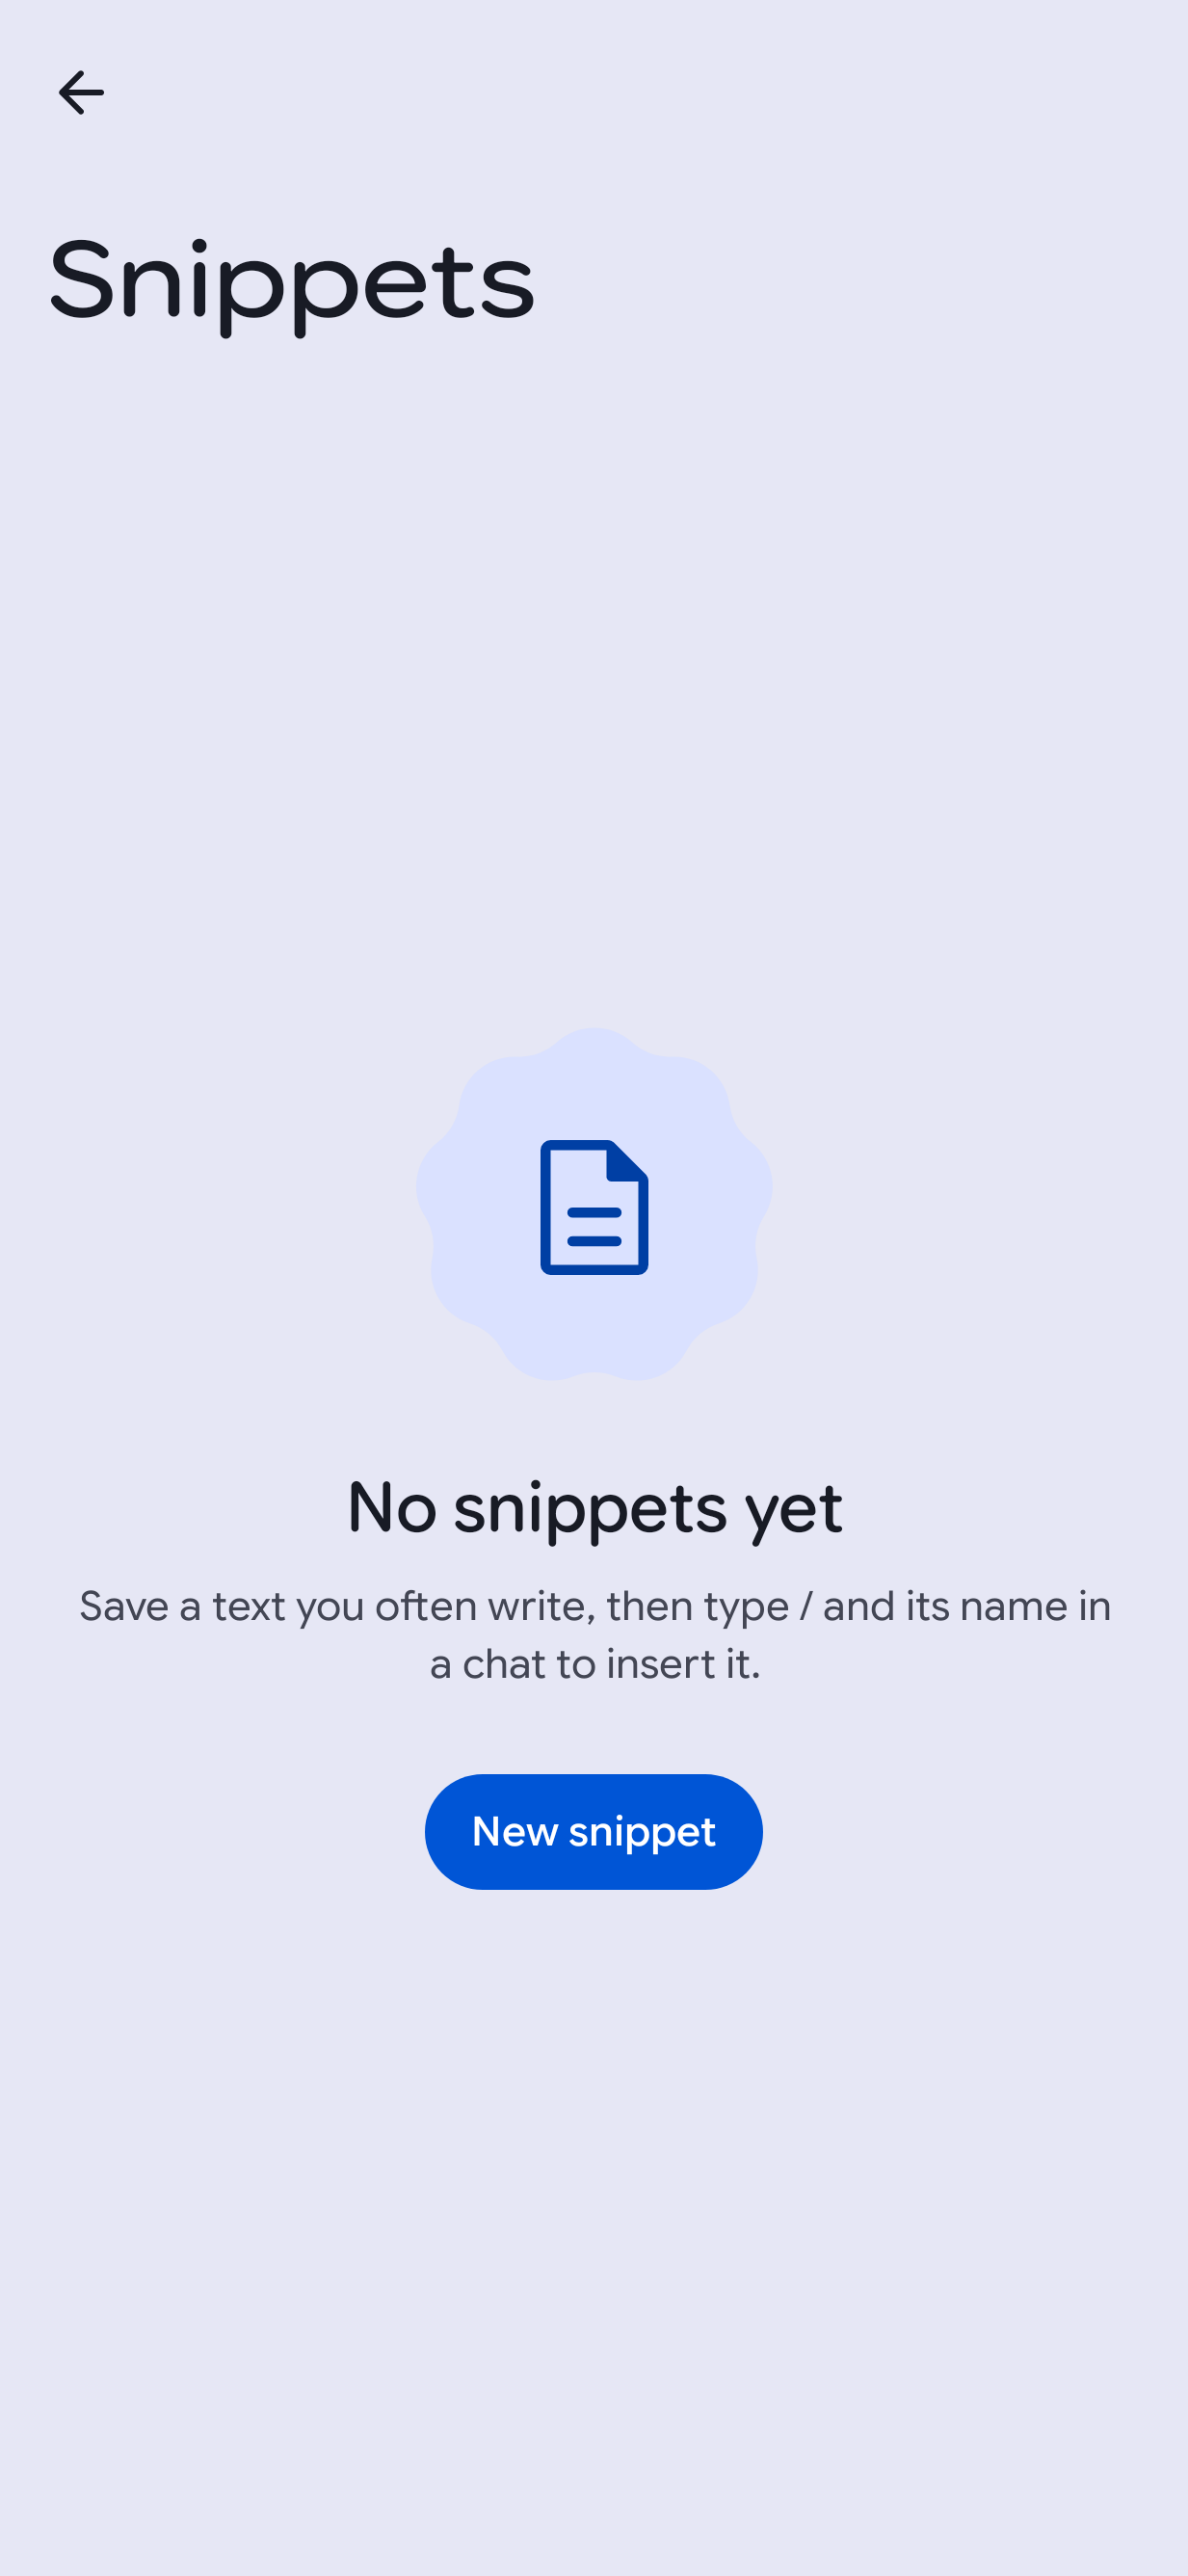 Snippets
No snippets yet
Save a text you often write, then type / and its name in
a chat to insert it.
New snippet